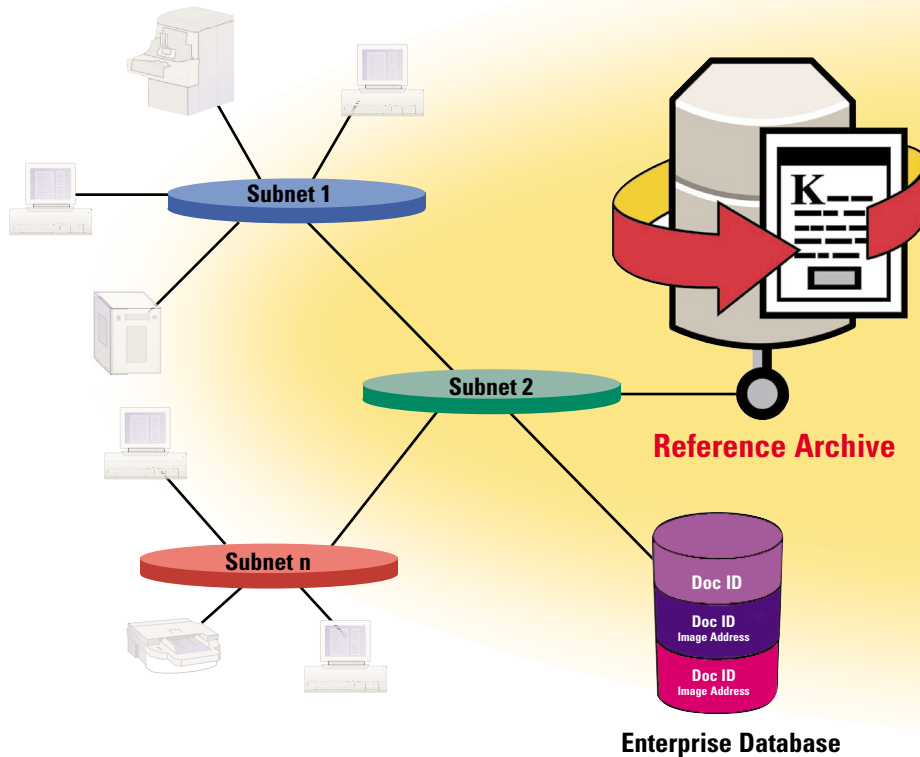 Subnet 1
K
Subnet 2
Reference Archive
Subnet n
Doc ID
Doc ID
Image Address
Doc ID
Image Address
Enterprise Database